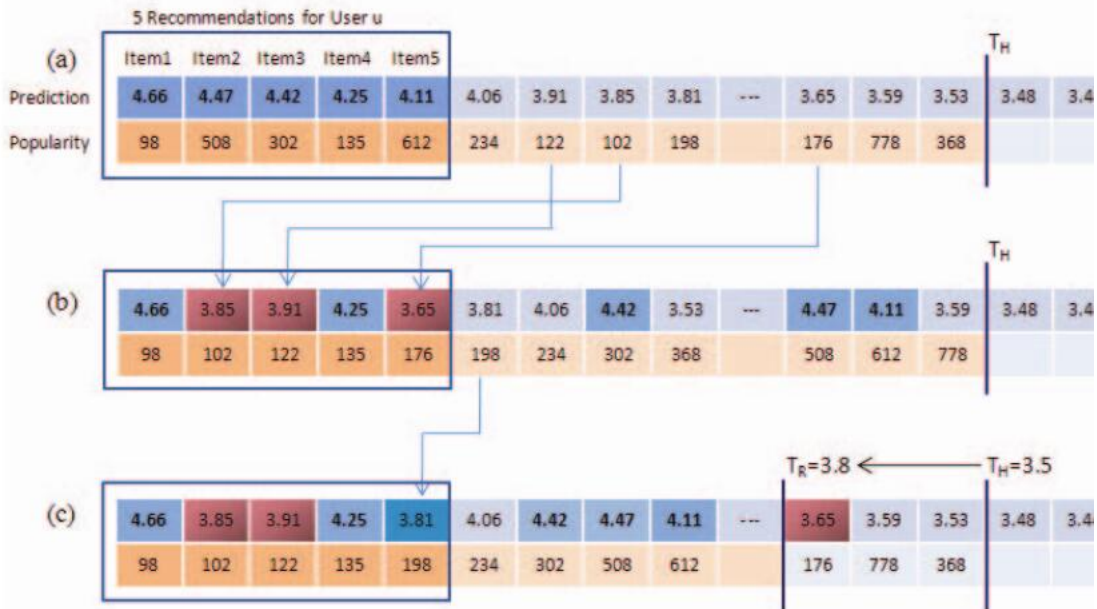 5 Recommendations for User u
(a)
Item1 Item2 Item3 Item4 Item5
T_H
Prediction 4.66 4.47 4.42 4.25 4.11 4.06 3.91 3.85 3.81 --- 3.65 3.59 3.53 3.48 3.4
Popularity 98 508 302 135 612 234 122 102 198 176 778 368
T_H
(b)
4.66 3.85 3.91 4.25 3.65 3.81 4.06 4.42 3.53 --- 4.47 4.11 3.59 3.48 3.4
98 102 122 135 176 198 234 302 368 508 612 778
T_R=3.8 T_H=3.5
(c)
4.66 3.85 3.91 4.25 3.81 4.06 4.42 4.47 4.11 --- 3.65 3.59 3.53 3.48 3.4
98 102 122 135 198 234 302 508 612 176 778 368